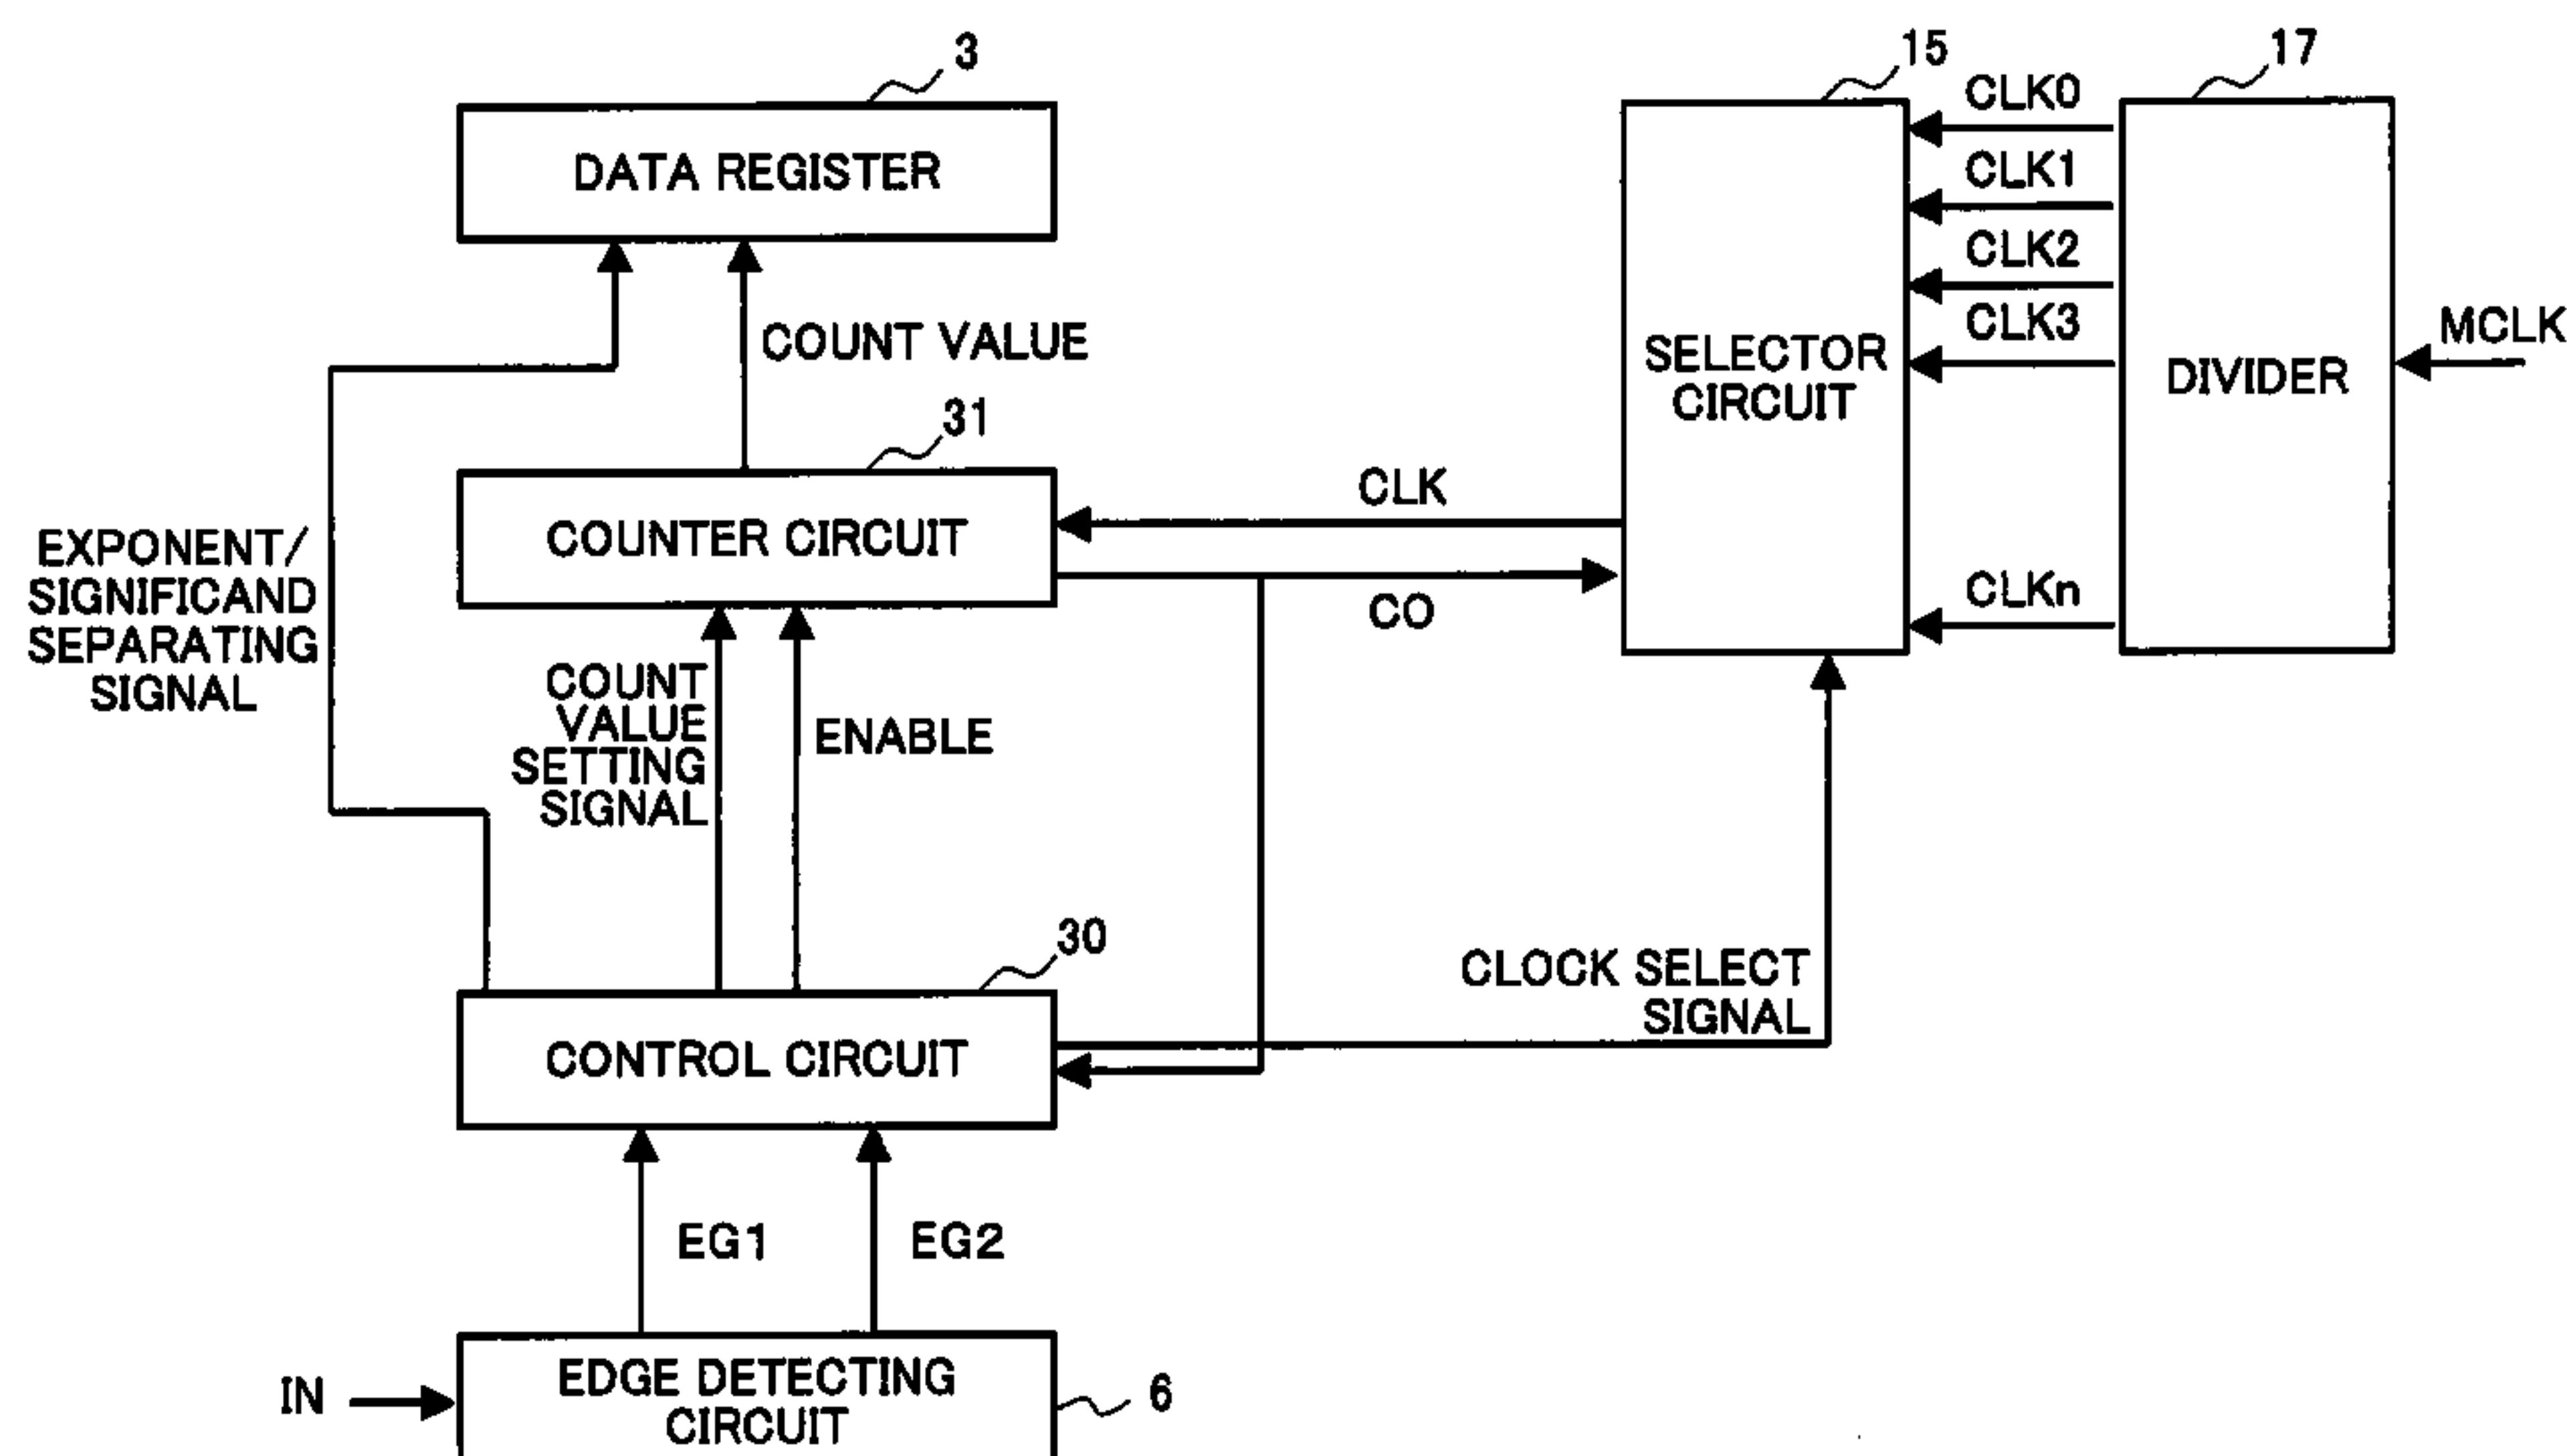 3
15
17
DATA REGISTER
CLK0
CLK1
CLK2
CLK3
CLKn
SELECTOR
CIRCUIT
DIVIDER
MCLK
COUNT VALUE
31
COUNTER CIRCUIT
CLK
CO
EXPONENT/
SIGNIFICAND
SEPARATING
SIGNAL
COUNT
VALUE
SETTING
SIGNAL
ENABLE
30
CONTROL CIRCUIT
CLOCK SELECT
SIGNAL
EG1
EG2
IN
EDGE DETECTING
CIRCUIT
6